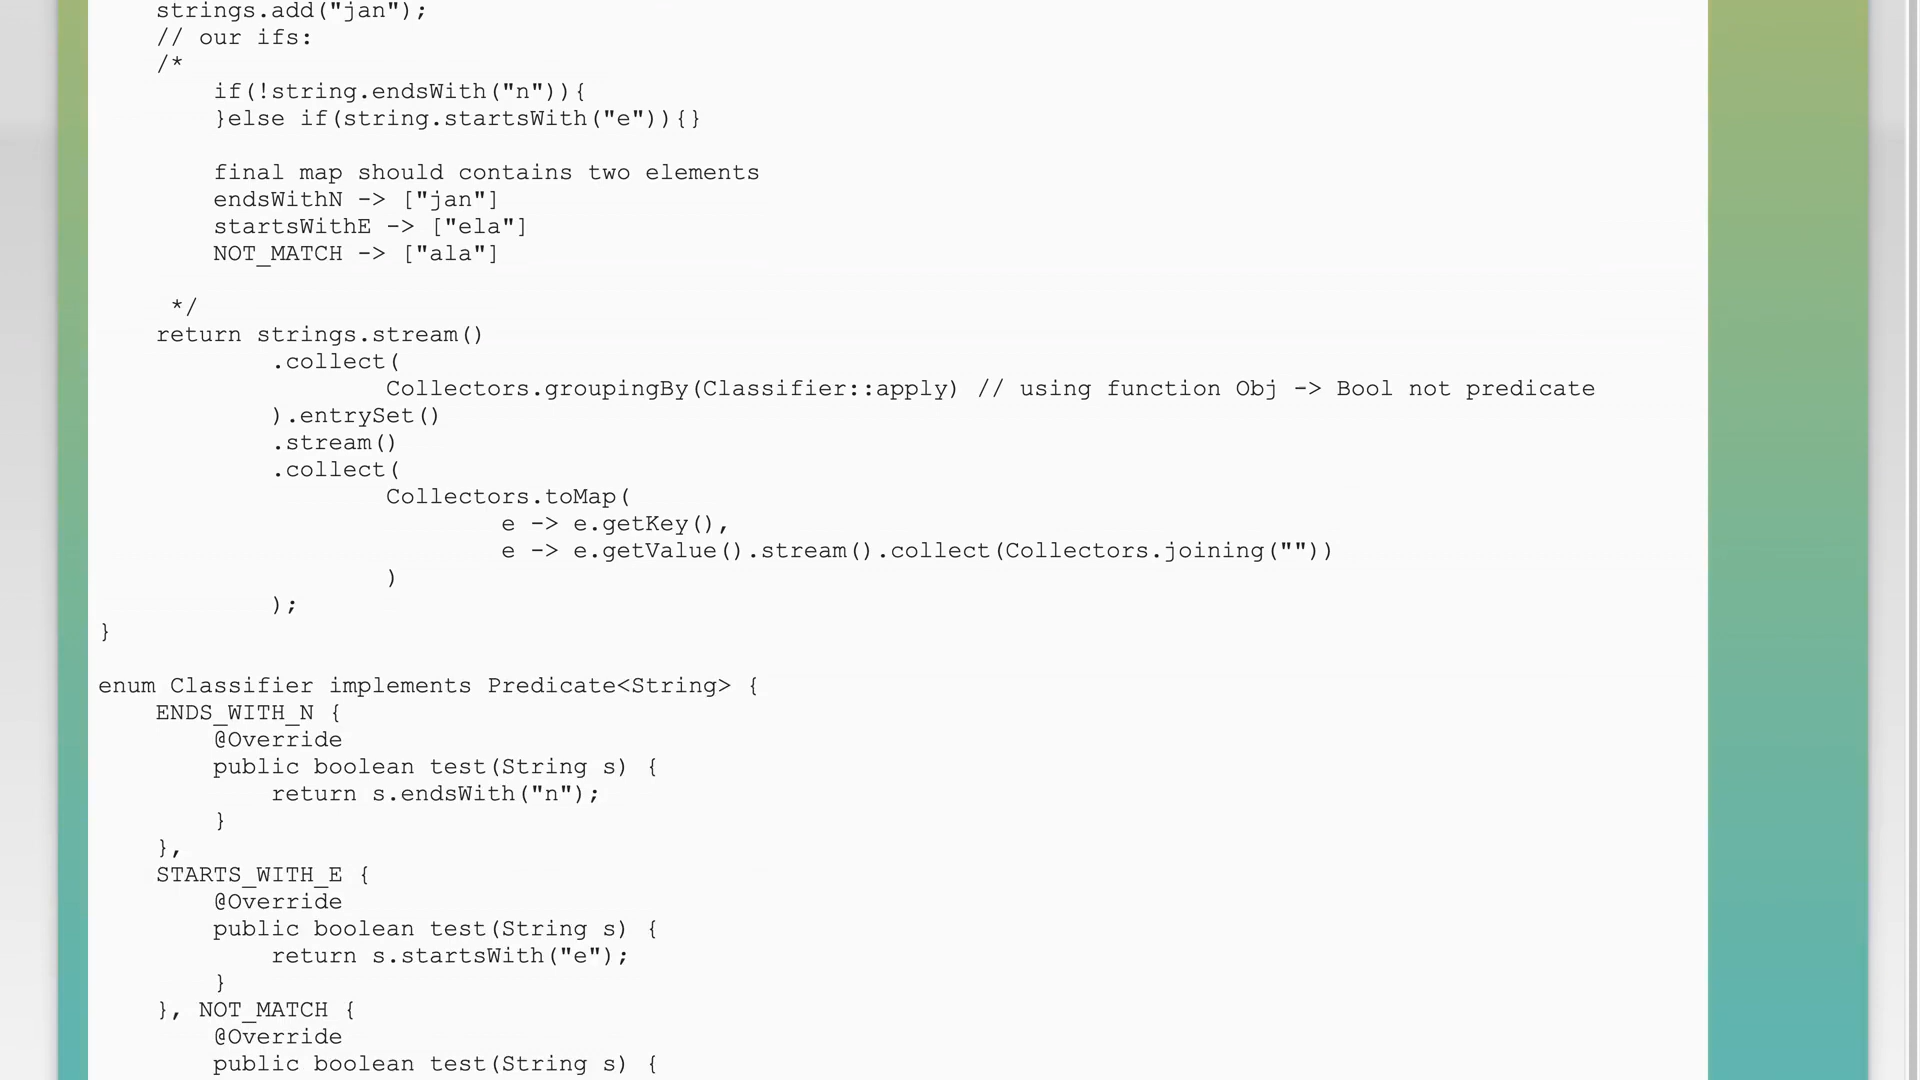 strings.add("jan");
// our ifs:
/*
if(!string.endsWith("n")){
}else if(string.startsWith("e")){}
final map should contains two elements
endsWithN -> ["jan"]
startsWithE -> ["ela"]
NOT_MATCH -> ["ala"]
*/
return strings.stream()
.collect(
Collectors.groupingBy(Classifier::apply) // using function Obj -> Bool not predicate
).entrySet()
.stream()
.collect(
Collectors.toMap(
e -> e.getKey(),
e -> e.getValue().stream().collect(Collectors.joining(""))
)
);
}
enum Classifier implements Predicate<String> {
ENDS_WITH_N {
@Override
public boolean test(String s) {
return s.endsWith("n");
}
},
STARTS_WITH_E {
@Override
public boolean test(String s) {
return s.startsWith("e");
}
}, NOT_MATCH {
@Override
public boolean test(String s) {